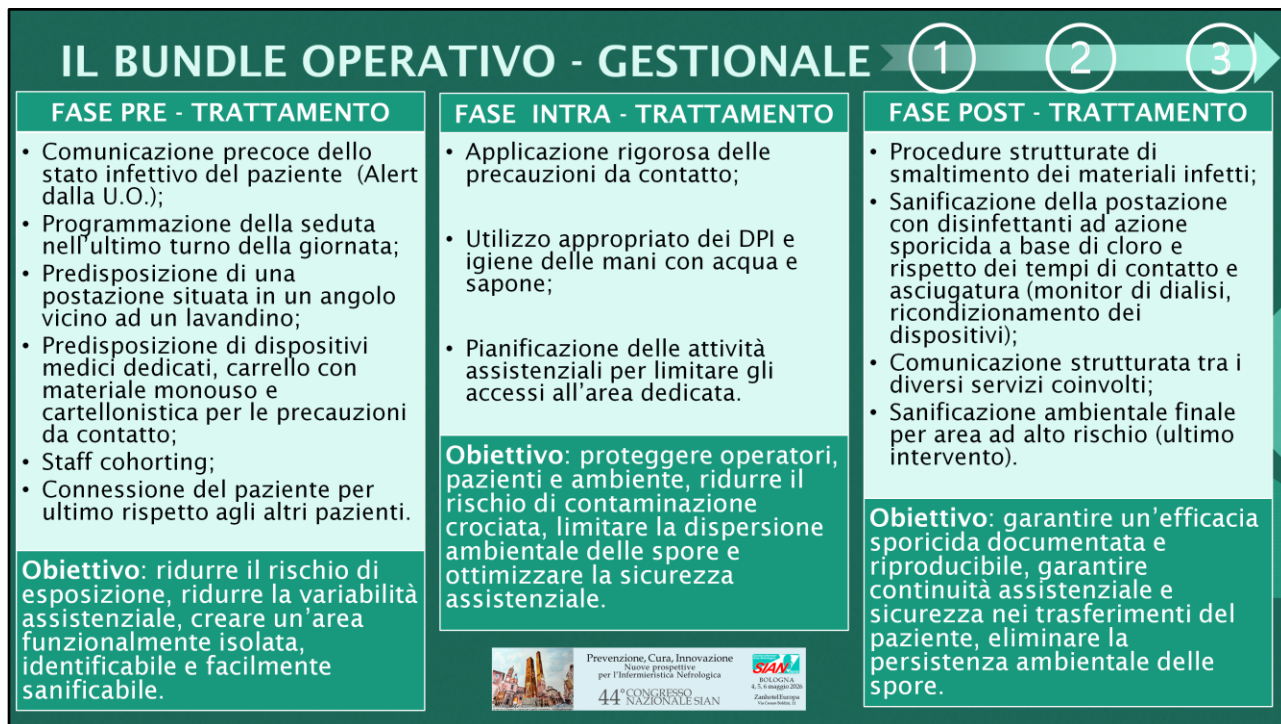 IL BUNDLE OPERATIVO - GESTIONALE
1
2
3
FASE PRE - TRATTAMENTO
• Comunicazione precoce dello
stato infettivo del paziente (Alert
dalla U.O.);
• Programmazione della seduta
nell'ultimo turno della giornata;
• Predisposizione di una
postazione situata in un angolo
vicino ad un lavandino;
• Predisposizione di dispositivi
medici dedicati, carrello con
materiale monouso e
cartellonistica per le precauzioni
da contatto;
• Staff cohorting;
• Connessione del paziente per
ultimo rispetto agli altri pazienti.
Obiettivo: ridurre il rischio di
esposizione, ridurre la variabilità
assistenziale, creare un'area
funzionalmente isolata,
identificabile e facilmente
sanificabile.
FASE INTRA - TRATTAMENTO
• Applicazione rigorosa delle
precauzioni da contatto;
• Utilizzo appropriato dei DPI e
igiene delle mani con acqua e
sapone;
• Pianificazione delle attività
assistenziali per limitare gli
accessi all'area dedicata.
Obiettivo: proteggere operatori,
pazienti e ambiente, ridurre il
rischio di contaminazione
crociata, limitare la dispersione
ambientale delle spore e
ottimizzare la sicurezza
assistenziale.
FASE POST - TRATTAMENTO
• Procedure strutturate di
smaltimento dei materiali infetti;
• Sanificazione della postazione
con disinfettanti ad azione
sporicida a base di cloro e
rispetto dei tempi di contatto e
asciugatura (monitor di dialisi,
ricondizionamento dei
dispositivi);
• Comunicazione strutturata tra i
diversi servizi coinvolti;
• Sanificazione ambientale finale
per area ad alto rischio (ultimo
intervento).
Obiettivo: garantire un'efficacia
sporicida documentata e
riproducibile, garantire
continuità assistenziale e
sicurezza nei trasferimenti del
paziente, eliminare la
persistenza ambientale delle
spore.
Prevenzione, Cura, Innovazione
Nuove prospettive
per l'Infermieristica Nefrologica
44° CONGRESSO
NAZIONALE SIAN
SIAN
BOLOGNA
4, 5, 6 maggio 2026
Zanhotel Europa